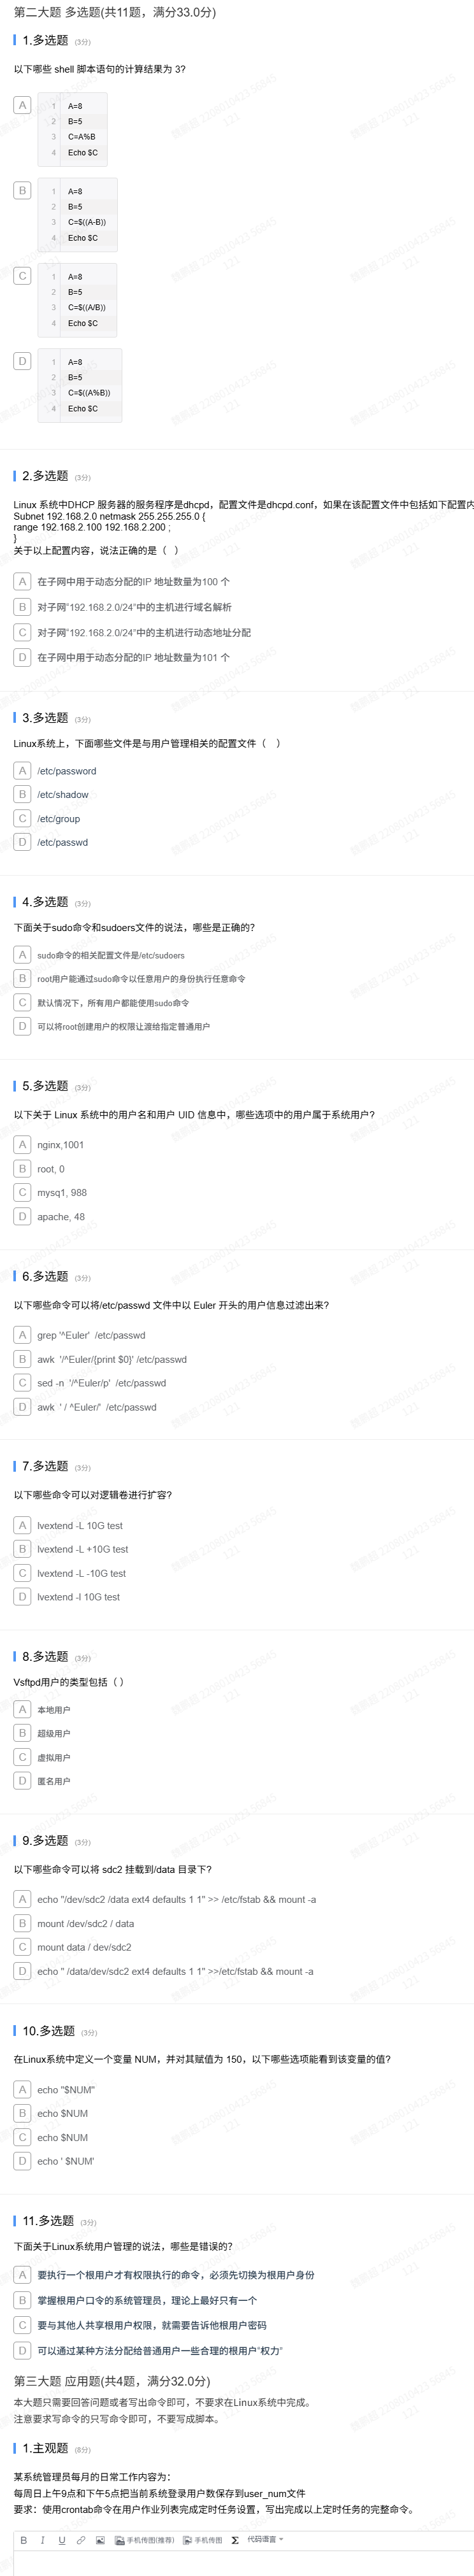 第二大题 多选题(共11题，满分33.0分)
1.多选题 (3分)
以下哪些 shell 脚本语句的计算结果为 3?
A
1 A=8
2 B=5
3 C=A%B
4 Echo $C
B
1 A=8
2 B=5
3 C=$((A-B))
4 Echo $C
C
1 A=8
2 B=5
3 C=$((A/B))
4 Echo $C
D
1 A=8
2 B=5
3 C=$((A%B))
4 Echo $C
2.多选题 (3分)
Linux 系统中DHCP 服务器的服务程序是dhcpd，配置文件是dhcpd.conf，如果在该配置文件中包括如下配置内
Subnet 192.168.2.0 netmask 255.255.255.0 {
range 192.168.2.100 192.168.2.200 ;
}
关于以上配置内容，说法正确的是（ ）
A 在子网中用于动态分配的IP 地址数量为100 个
B 对子网“192.168.2.0/24”中的主机进行域名解析
C 对子网“192.168.2.0/24”中的主机进行动态地址分配
D 在子网中用于动态分配的IP 地址数量为101 个
3.多选题 (3分)
Linux系统上，下面哪些文件是与用户管理相关的配置文件（ ）
A /etc/password
B /etc/shadow
C /etc/group
D /etc/passwd
4.多选题 (3分)
下面关于sudo命令和sudoers文件的说法，哪些是正确的?
A sudo命令的相关配置文件是/etc/sudoers
B root用户能通过sudo命令以任意用户的身份执行任意命令
C 默认情况下，所有用户都能使用sudo命令
D 可以将root创建用户的权限让渡给指定普通用户
5.多选题 (3分)
以下关于 Linux 系统中的用户名和用户 UID 信息中，哪些选项中的用户属于系统用户?
A nginx,1001
B root, 0
C mysq1, 988
D apache, 48
6.多选题 (3分)
以下哪些命令可以将/etc/passwd 文件中以 Euler 开头的用户信息过滤出来?
A grep '^Euler' /etc/passwd
B awk '/^Euler/{print $0}' /etc/passwd
C sed -n '/^Euler/p' /etc/passwd
D awk ' / ^Euler/' /etc/passwd
7.多选题 (3分)
以下哪些命令可以对逻辑卷进行扩容?
A lvextend -L 10G test
B lvextend -L +10G test
C lvextend -L -10G test
D lvextend -l 10G test
8.多选题 (3分)
Vsftpd用户的类型包括（ ）
A 本地用户
B 超级用户
C 虚拟用户
D 匿名用户
9.多选题 (3分)
以下哪些命令可以将 sdc2 挂载到/data 目录下?
A echo "/dev/sdc2 /data ext4 defaults 1 1" >> /etc/fstab && mount -a
B mount /dev/sdc2 / data
C mount data / dev/sdc2
D echo " /data/dev/sdc2 ext4 defaults 1 1" >>/etc/fstab && mount -a
10.多选题 (3分)
在Linux系统中定义一个变量 NUM，并对其赋值为 150，以下哪些选项能看到该变量的值?
A echo "$NUM"
B echo $NUM
C echo $NUM
D echo ' $NUM'
11.多选题 (3分)
下面关于Linux系统用户管理的说法，哪些是错误的?
A 要执行一个根用户才有权限执行的命令，必须先切换为根用户身份
B 掌握根用户口令的系统管理员，理论上最好只有一个
C 要与其他人共享根用户权限，就需要告诉他根用户密码
D 可以通过某种方法分配给普通用户一些合理的根用户“权力”
第三大题 应用题(共4题，满分32.0分)
本大题只需要回答问题或者写出命令即可，不要求在Linux系统中完成。
注意要求写命令的只写命令即可，不要写成脚本。
1.主观题 (8分)
某系统管理员每月的日常工作内容为：
每周日上午9点和下午5点把当前系统登录用户数保存到user_num文件
要求：使用crontab命令在用户作业列表完成定时任务设置，写出完成以上定时任务的完整命令。
B I U 手机传图(推荐) 手机传图 Σ 代码语言